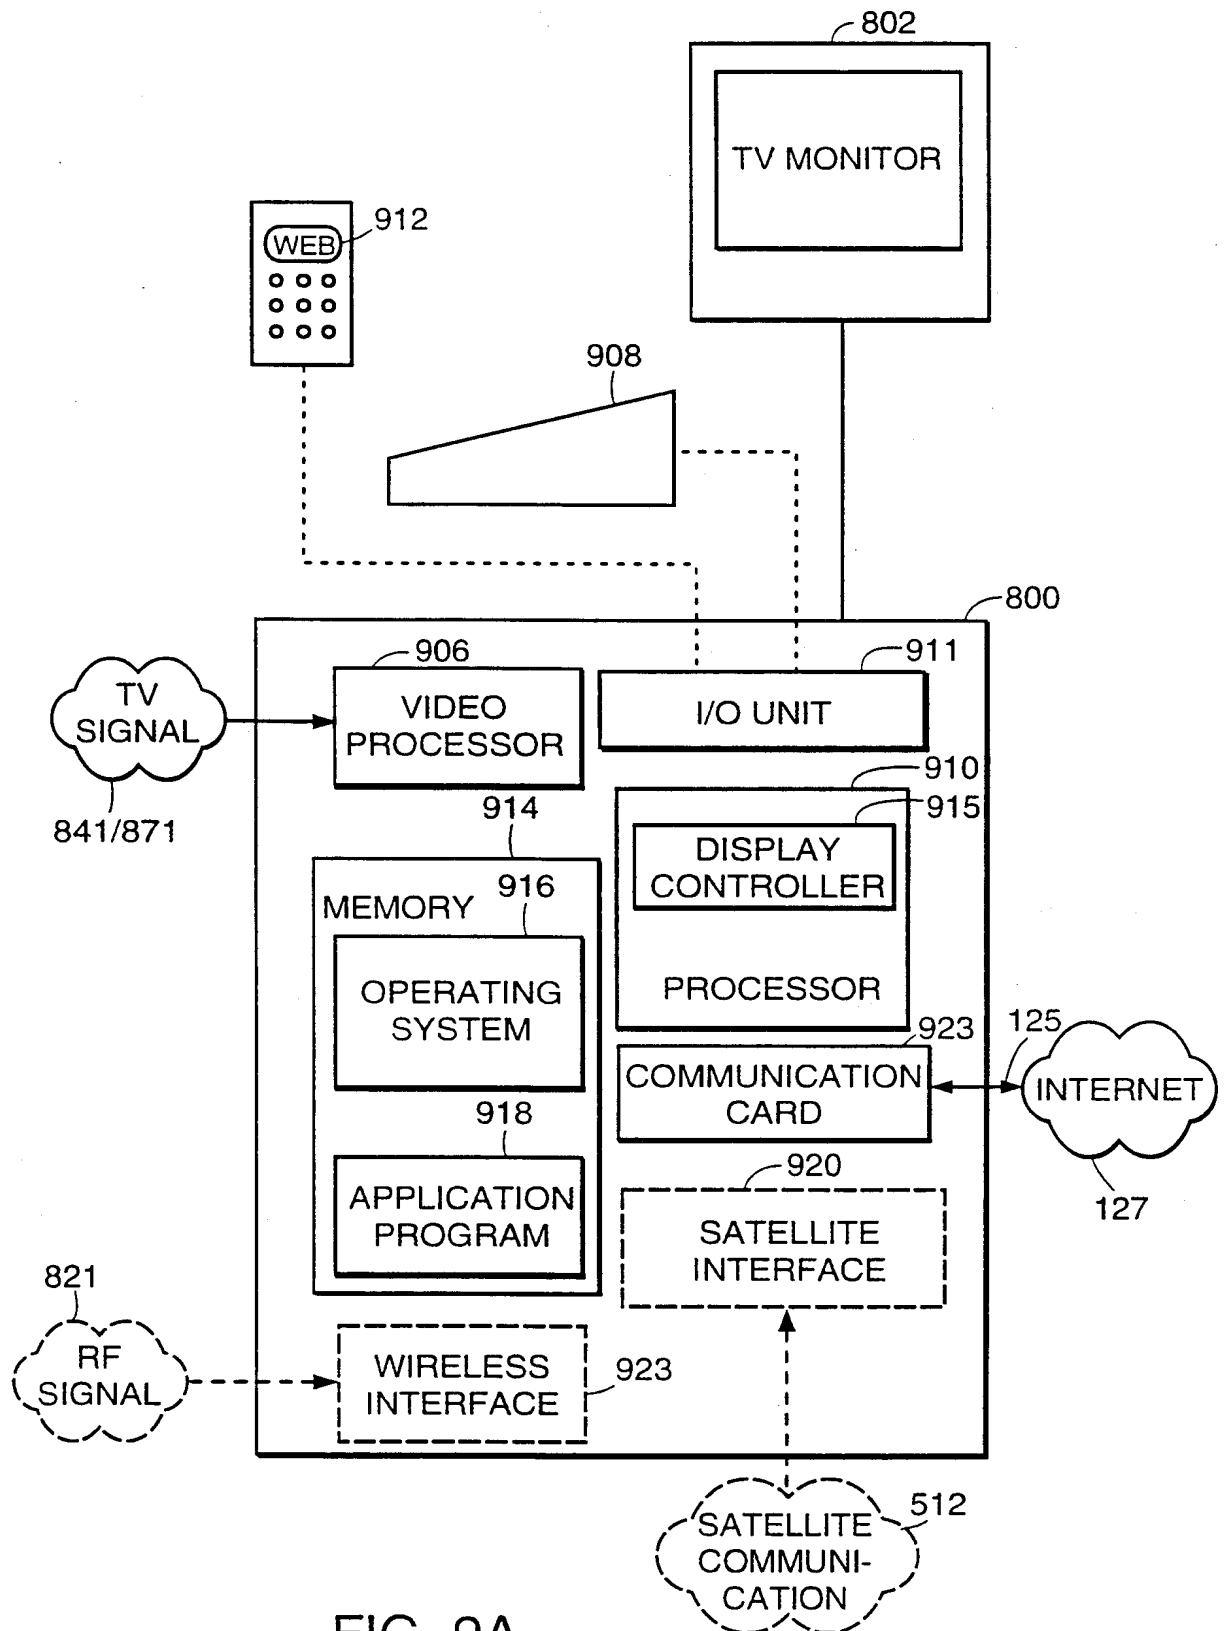 802
TV MONITOR
912
WEB
908
800
906
911
TV
SIGNAL
VIDEO
PROCESSOR
I/O UNIT
841/871
910
914
915
DISPLAY
CONTROLLER
916
MEMORY
OPERATING
SYSTEM
PROCESSOR
923
125
COMMUNICATION
CARD
INTERNET
918
920
127
APPLICATION
PROGRAM
SATELLITE
INTERFACE
821
RF
SIGNAL
WIRELESS
INTERFACE
923
512
SATELLITE
COMMUNI-
CATION
FIG. 9A